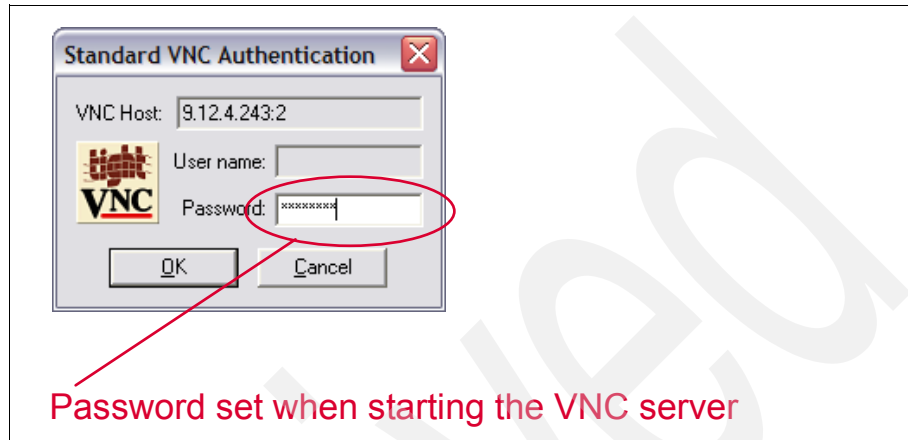 Standard VNC Authentication
VNC Host: 9.12.4.243:2
tight
VNC
User name:
Password: ××××××××
OK
Cancel
Password set when starting the VNC server